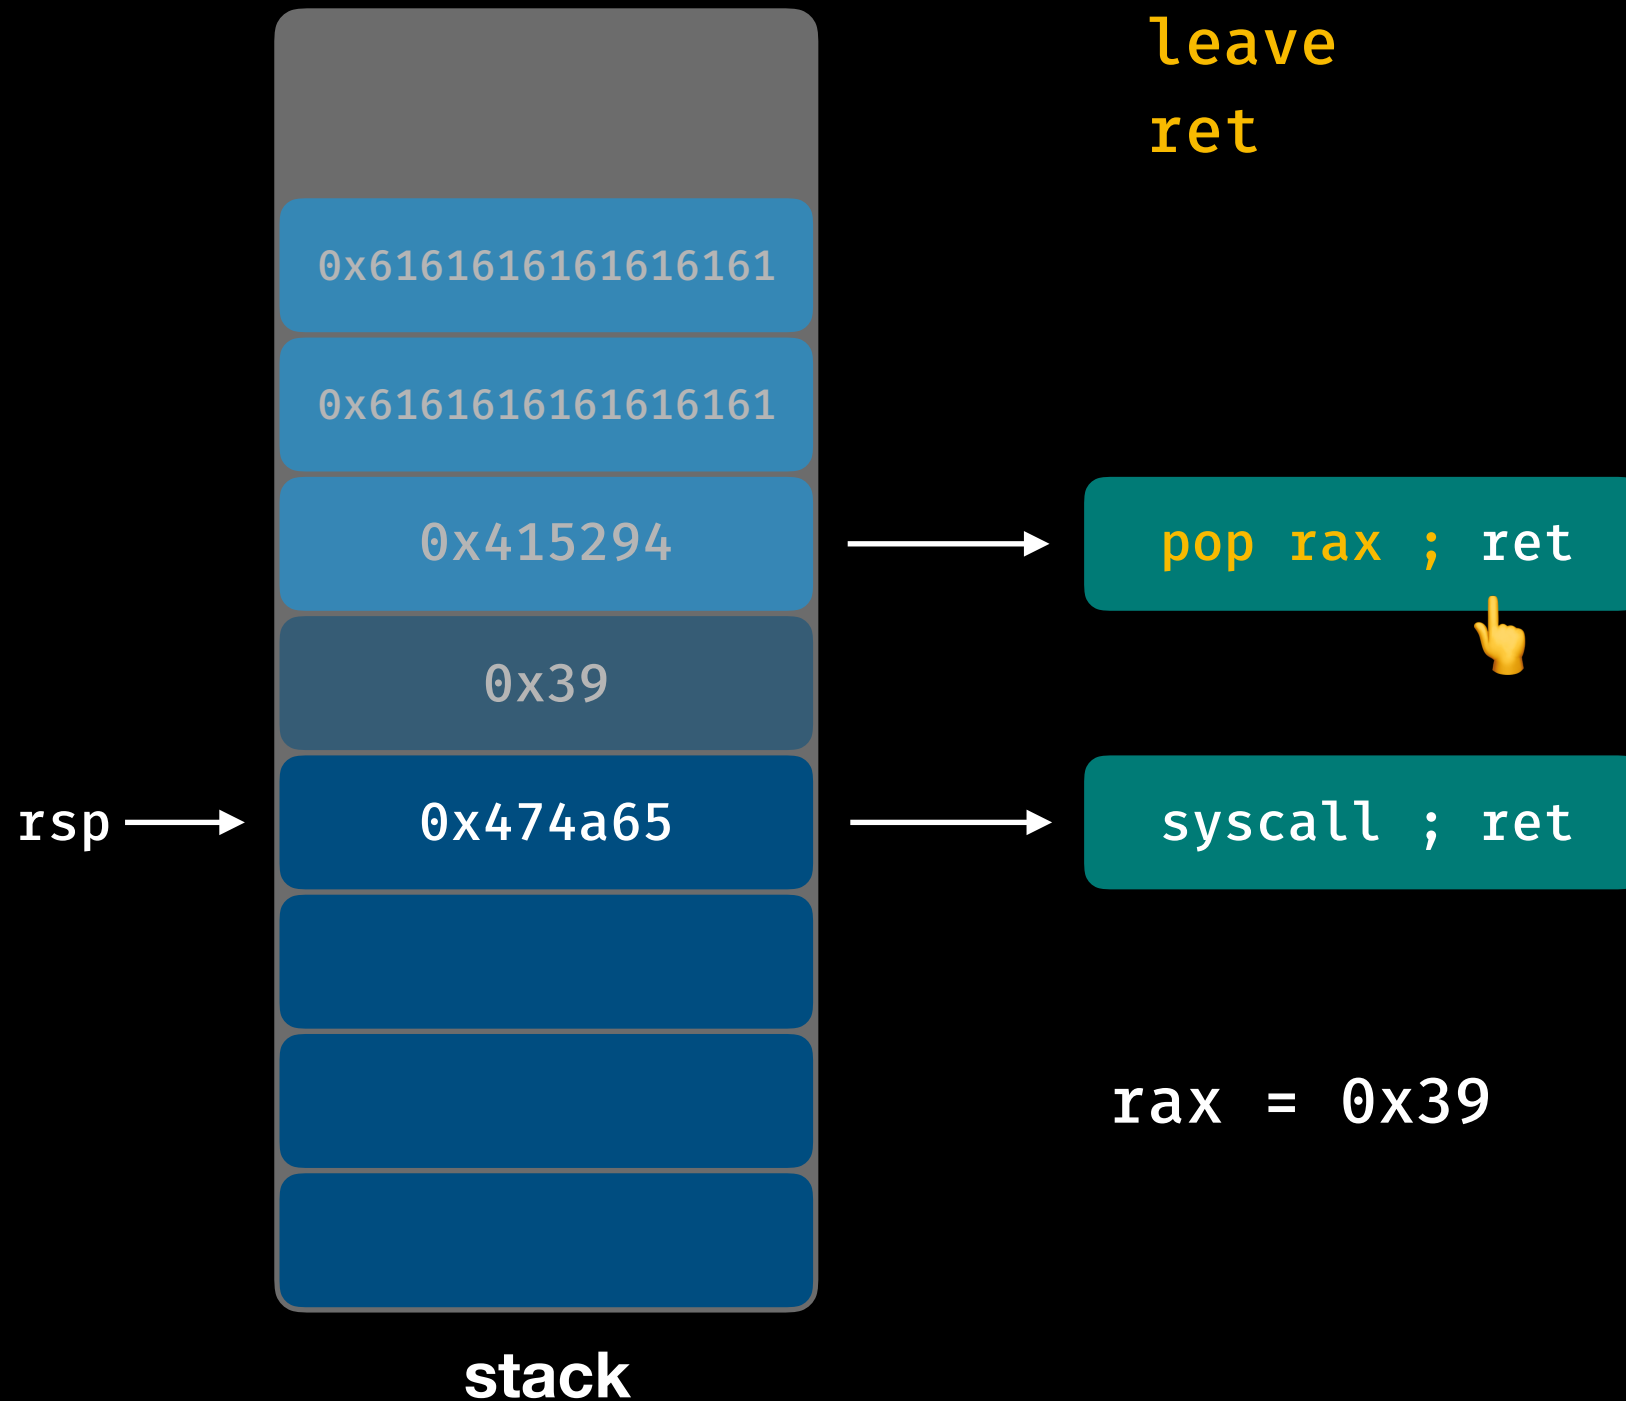 leave
ret
0x6161616161616161
0x6161616161616161
0x415294
pop rax ; ret
0x39
rsp
0x474a65
syscall ; ret
rax = 0x39
stack